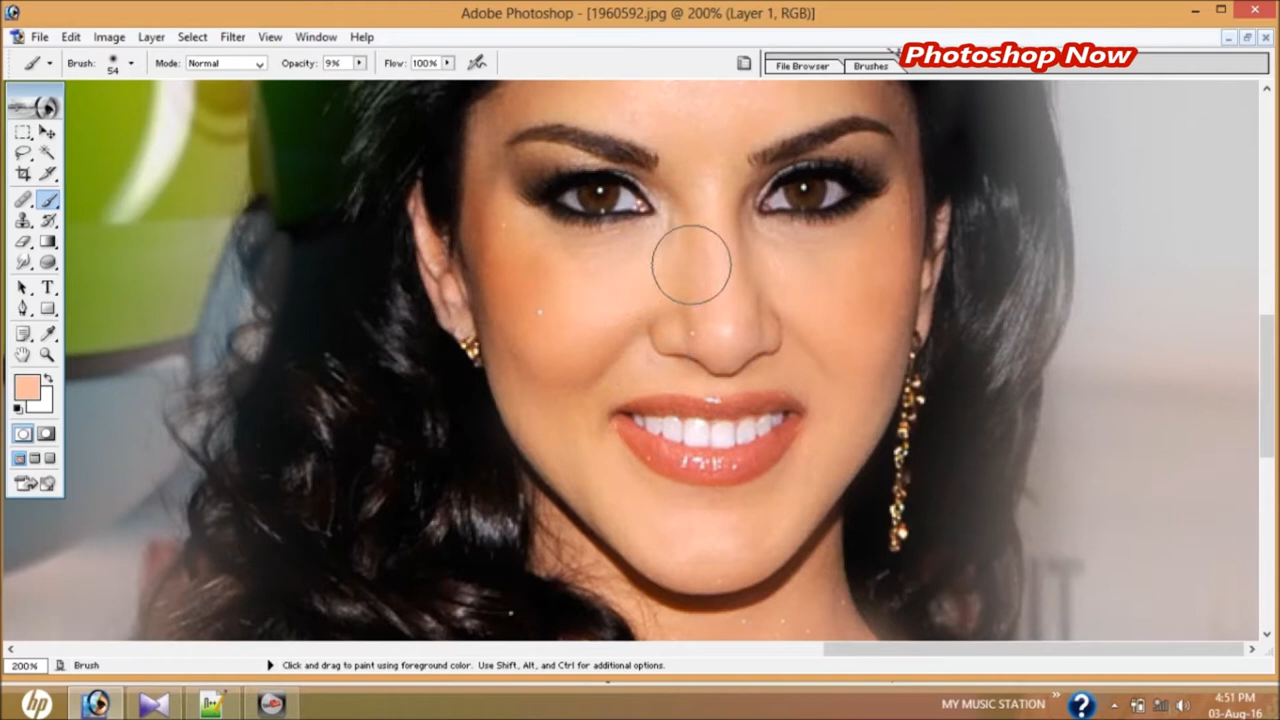 Adobe Photoshop - [1960592.jpg @ 200% (Layer 1, RGB)]
File Edit Image Layer Select Filter View Window Help
Brush: 54 Mode: Normal Opacity: 9% Flow: 100% File Browser Brushes
Photoshop Now
200% Brush Click and drag to paint using foreground color. Use Shift, Alt, and Ctrl for additional options.
hp MY MUSIC STATION 4:51 PM
03-Aug-16